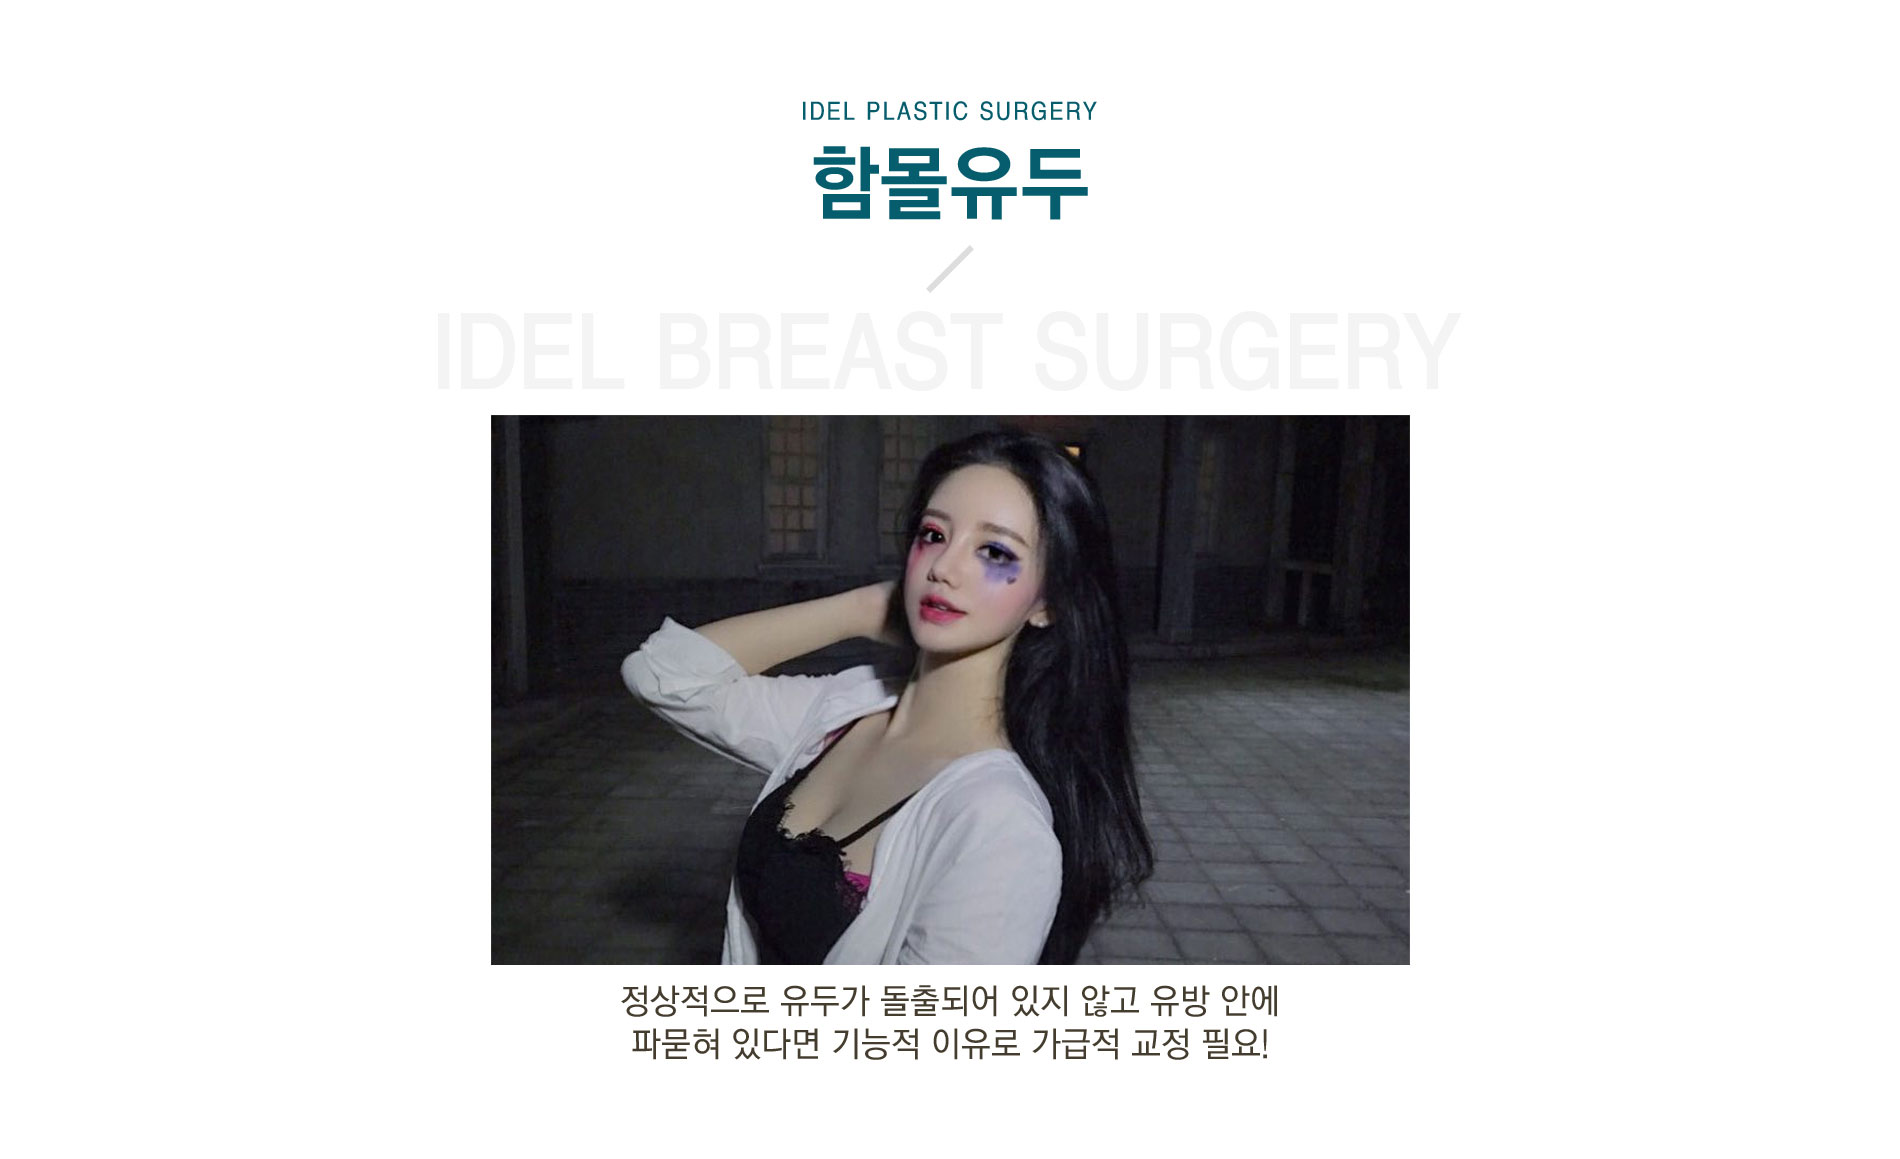 IDEL PLASTIC SURGERY
함몰유두
IDEL BREAST SURGERY
정상적으로 유두가 돌출되어 있지 않고 유방 안에
파묻혀 있다면 기능적 이유로 가급적 교정 필요!